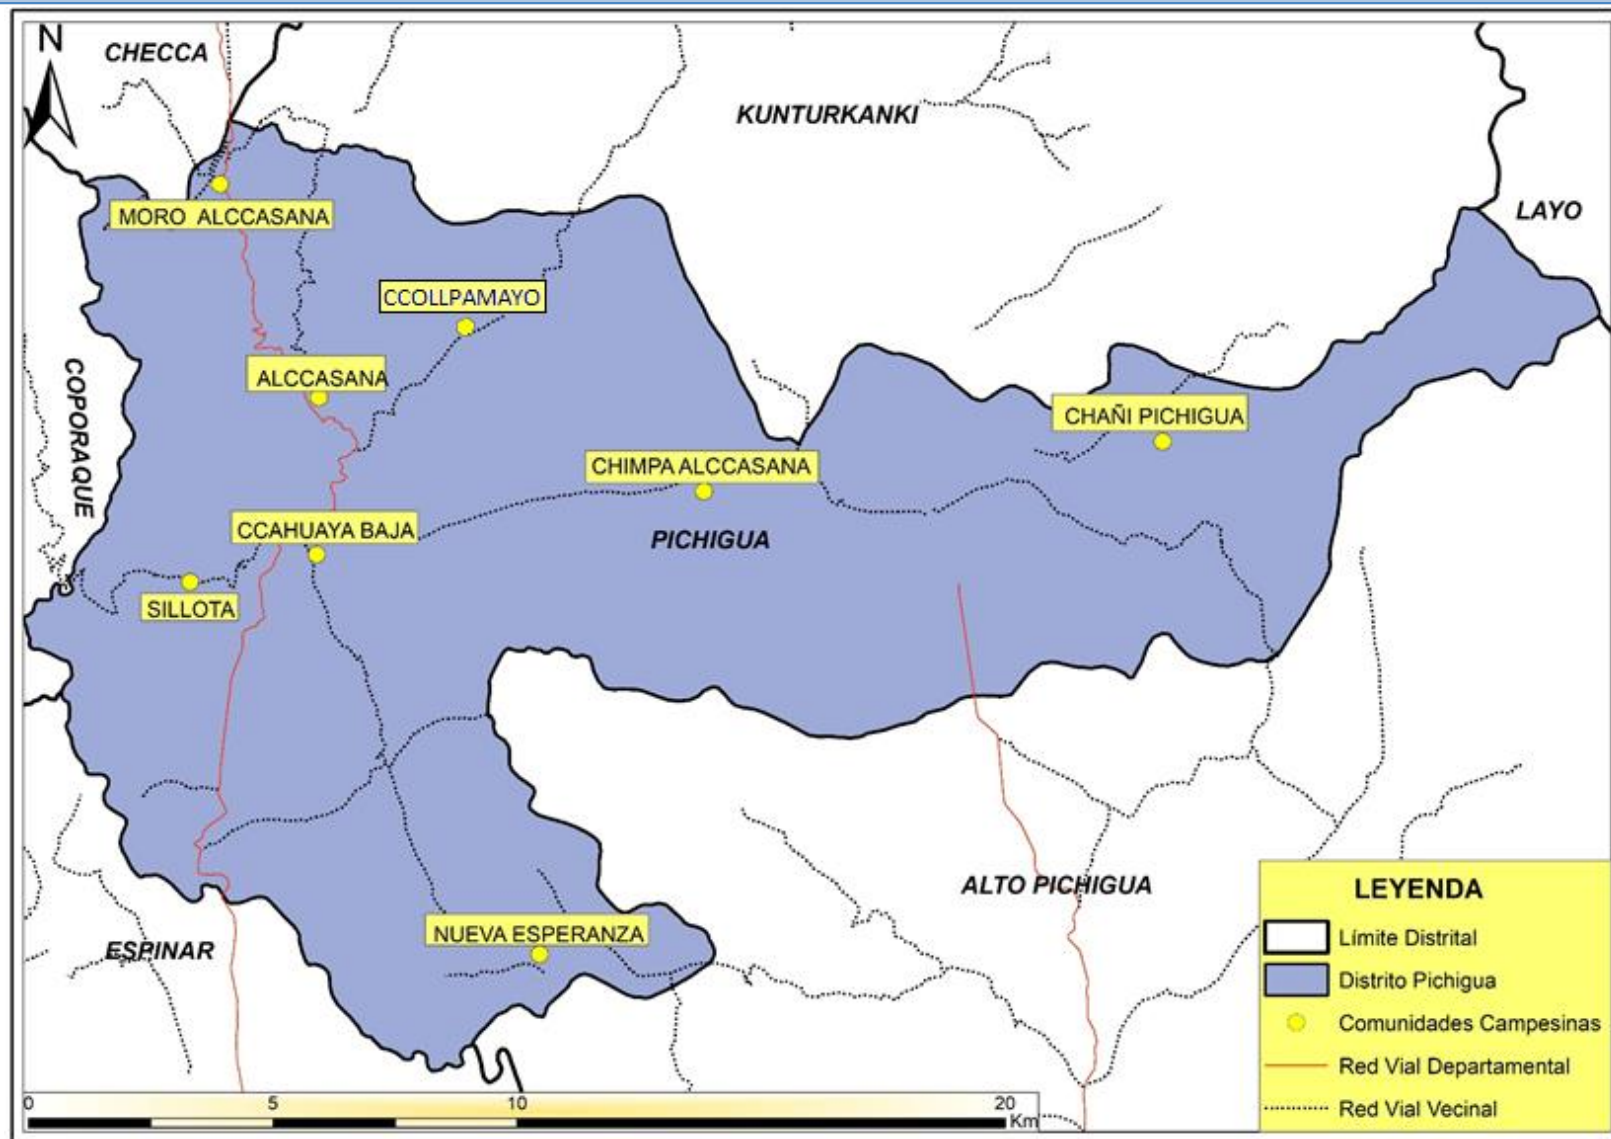 N
CHECCA
KUNTURKANKI
LAYO
MORO ALCCASANA
CCOLLPAMAYO
COPORAQUE
ALCCASANA
CHAÑI PICHIGUA
CHIMPA ALCCASANA
CCAHUAYA BAJA
PICHIGUA
SILLOTA
ALTO PICHIGUA
NUEVA ESPERANZA
ESPINAR
LEYENDA
Límite Distrital
Distrito Pichigua
Comunidades Campesinas
Red Vial Departamental
Red Vial Vecinal
0 5 10 20
Km